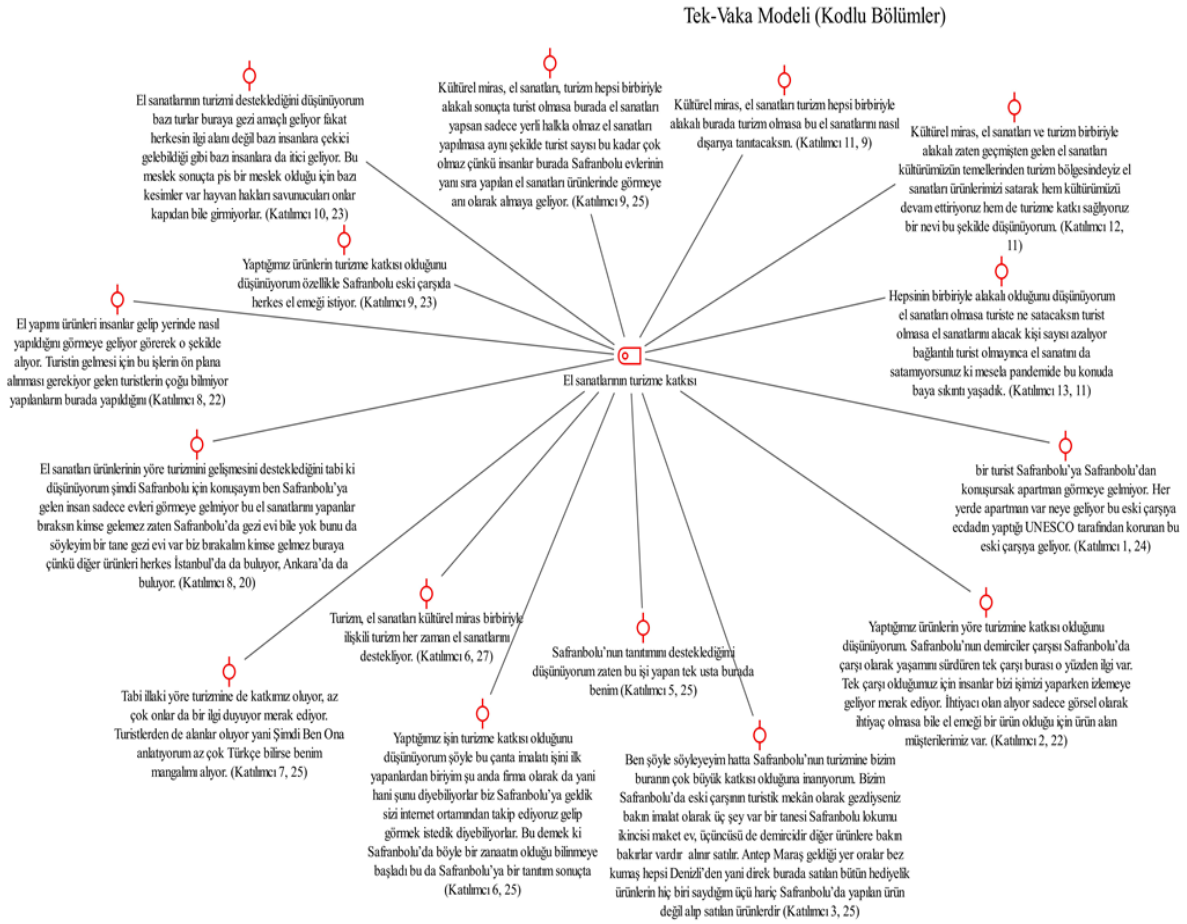 Tek-Vaka Modeli (Kodlu Bölümler)
El sanatlarının turizmi desteklediğini düşünüyorum
bazı turlar buraya gezi amaçlı geliyor fakat
herkesin ilgi alanı değil bazı insanlara çekici
gelebildiği gibi bazı insanlara da itici geliyor. Bu
meslek sonuçta pis bir meslek olduğu için bazı
kesimler var hayvan hakları savunucuları onlar
kapıdan bile girmiyorlar. (Katılımcı 10, 23)
Kültürel miras, el sanatları, turizm hepsi birbiriyle
alakalı sonuçta turist olmasa burada el sanatları
yapsan sadece yerli halkla olmaz el sanatları
yapılmasa aynı şekilde turist sayısı bu kadar çok
olmaz çünkü insanlar burada Safranbolu evlerinin
yanı sıra yapılan el sanatları ürünlerinde görmeye
anı olarak almaya geliyor. (Katılımcı 9, 25)
Kültürel miras, el sanatları turizm hepsi birbiriyle
alakalı burada turizm olmasa bu el sanatlarını nasıl
dışarıya tanıtacaksın. (Katılımcı 11, 9)
Kültürel miras, el sanatları ve turizm birbiriyle
alakalı zaten geçmişten gelen el sanatları
kültürümüzün temellerinden turizm bölgesindeyiz el
sanatları ürünlerimizi satarak hem kültürümüzü
devam ettiriyoruz hem de turizme katkı sağlıyoruz
bir nevi bu şekilde düşünüyorum. (Katılımcı 12,
11)
Yaptığımız ürünlerin turizme katkısı olduğunu
düşünüyorum özellikle Safranbolu eski çarşıda
herkes el emeği istiyor. (Katılımcı 9, 23)
Hepsinin birbiriyle alakalı olduğunu düşünüyorum
el sanatları olmasa turiste ne satacaksın turist
olmasa el sanatlarını alacak kişi sayısı azalıyor
bağlantılı turist olmayınca el sanatını da
satamıyorsunuz ki mesela pandemide bu konuda
baya sıkıntı yaşadık. (Katılımcı 13, 11)
El yapımı ürünleri insanlar gelip yerinde nasıl
yapıldığını görmeye geliyor görerek o şekilde
alıyor. Turistin gelmesi için bu işlerin ön plana
alınması gerekiyor gelen turistlerin çoğu bilmiyor
yapılanların burada yapıldığını (Katılımcı 8, 22)
El sanatlarının turizme katkısı
El sanatları ürünlerinin yöre turizmini gelişmesini desteklediğini tabi ki
düşünüyorum şimdi Safranbolu için konuşayım ben Safranbolu'ya
gelen insan sadece evleri görmeye gelmiyor bu el sanatlarını yapanlar
bıraksın kimse gelemez zaten Safranbolu'da gezi evi bile yok bunu da
söyleyim bir tane gezi evi var biz bırakalım kimse gelmez buraya
çünkü diğer ürünleri herkes İstanbul'da da buluyor, Ankara'da da
buluyor. (Katılımcı 8, 20)
bir turist Safranbolu'ya Safranbolu'dan
konuşursak apartman görmeye gelmiyor. Her
yerde apartman var neye geliyor bu eski çarşıya
ecdadın yaptığı UNESCO tarafından korunan bu
eski çarşıya geliyor. (Katılımcı 1, 24)
Turizm, el sanatları kültürel miras birbiriyle
ilişkili turizm her zaman el sanatlarını
destekliyor. (Katılımcı 6, 27)
Safranbolu'nun tanıtımını desteklediğimi
düşünüyorum zaten bu işi yapan tek usta burada
benim (Katılımcı 5, 25)
Yaptığımız ürünlerin yöre turizmine katkısı olduğunu
düşünüyorum. Safranbolu'nun demirciler çarşısı Safranbolu'da
çarşı olarak yaşamını sürdüren tek çarşı burası o yüzden ilgi var.
Tek çarşı olduğumuz için insanlar bizi işimizi yaparken izlemeye
geliyor merak ediyor. İhtiyacı olan alıyor sadece görsel olarak
ihtiyaç olmasa bile el emeği bir ürün olduğu için ürün alan
müşterilerimiz var. (Katılımcı 2, 22)
Tabi illaki yöre turizmine de katkımız oluyor, az
çok onlar da bir ilgi duyuyor merak ediyor.
Turistlerden de alanlar oluyor yani Şimdi Ben Ona
anlatıyorum az çok Türkçe bilirse benim
mangalımı alıyor. (Katılımcı 7, 25)
Yaptığımız işin turizme katkısı olduğunu
düşünüyorum şöyle bu çanta imalatı işini ilk
yapanlardan biriyim şu anda firma olarak da yani
hani şunu diyebiliyorlar biz Safranbolu'ya geldik
sizi internet ortamından takip ediyoruz gelip
görmek istedik diyebiliyorlar. Bu demek ki
Safranbolu'da böyle bir zanaatın olduğu bilinmeye
başladı bu da Safranbolu'ya bir tanıtım sonuçta
(Katılımcı 6, 25)
Ben şöyle söyleyeyim hatta Safranbolu'nun turizmine bizim
buranın çok büyük katkısı olduğuna inanıyorum. Bizim
Safranbolu'da eski çarşının turistik mekân olarak gezdiyseniz
bakın imalat olarak üç şey var bir tanesi Safranbolu lokumu
ikincisi maket ev, üçüncüsü de demircidir diğer ürünlere bakın
bakırlar vardır alınır satılır. Antep Maraş geldiği yer oralar bez
kumaş hepsi Denizli'den yani direk burada satılan bütün hediyelik
ürünlerin hiç biri saydığım üçü hariç Safranbolu'da yapılan ürün
değil alıp satılan ürünlerdir (Katılımcı 3, 25)